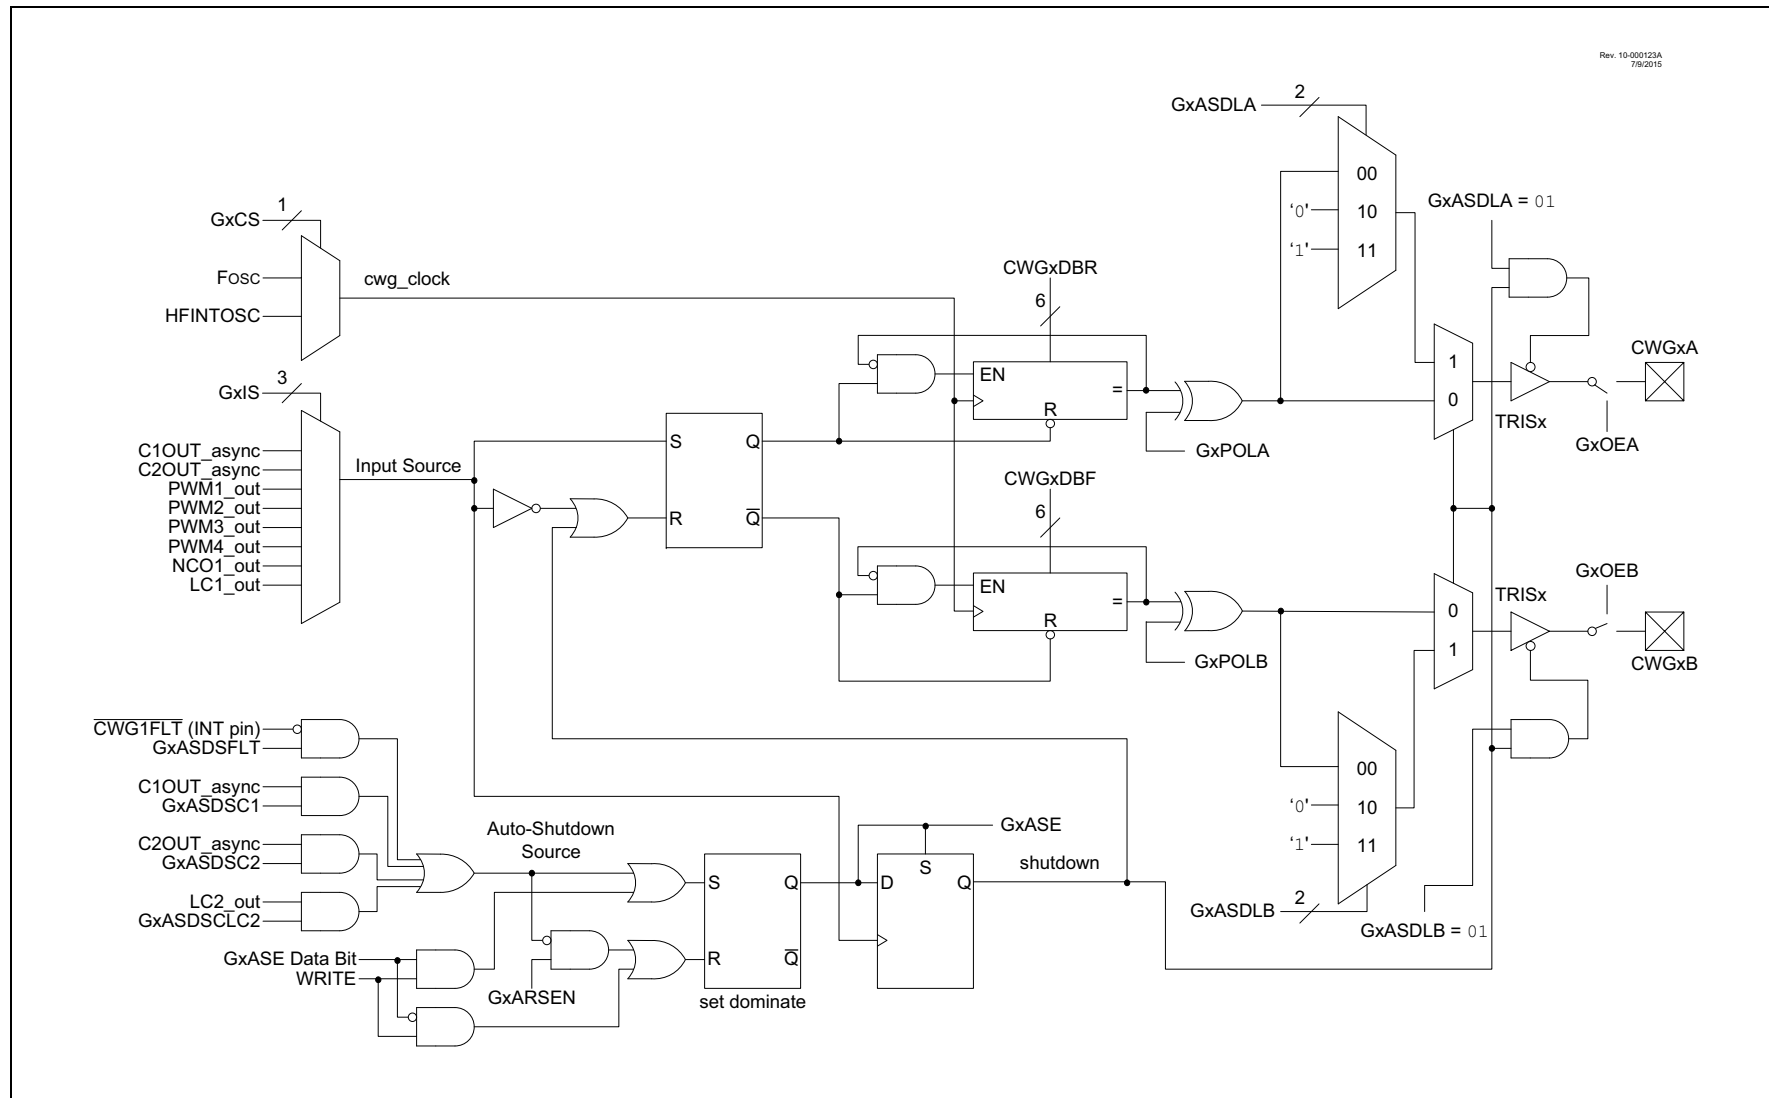 Rev. 10-000123A
7/9/2015
GxASDLA
2
00
‘0’
10
‘1’
11
GxASDLA = 01
GxCS
1
FOSC
HFINTOSC
cwg_clock
CWGxDBR
6
EN
=
R
GxPOLA
1
0
TRISx
CWGxA
GxOEA
GxIS
3
C1OUT_async
C2OUT_async
PWM1_out
PWM2_out
PWM3_out
PWM4_out
NCO1_out
LC1_out
Input Source
S
Q
R
Q
CWGxDBF
6
EN
=
R
GxPOLB
0
1
TRISx
GxOEB
CWGxB
CWG1FLT (INT pin)
GxASDSFLT
C1OUT_async
GxASDSC1
C2OUT_async
GxASDSC2
LC2_out
GxASDSCLC2
GxASE Data Bit
WRITE
Auto-Shutdown
Source
GxARSEN
S
Q
R
Q
set dominate
S
D
Q
GxASE
shutdown
00
‘0’
10
‘1’
11
GxASDLB
2
GxASDLB = 01